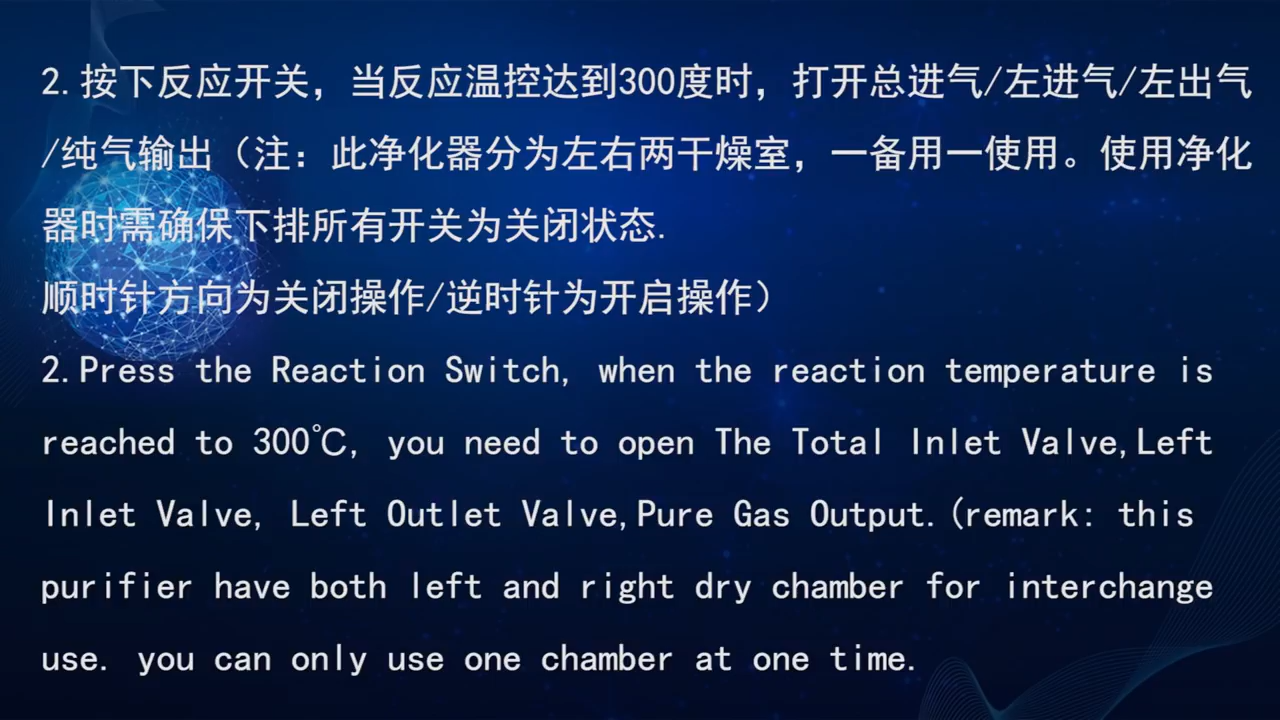 2.按下反应开关，当反应温控达到300度时，打开总进气/左进气/左出气
/纯气输出（注：此净化器分为左右两干燥室，一备用一使用。使用净化
器时需确保下排所有开关为关闭状态.
顺时针方向为关闭操作/逆时针为开启操作）
2.Press the Reaction Switch, when the reaction temperature is
reached to 300℃, you need to open The Total Inlet Valve,Left
Inlet Valve, Left Outlet Valve,Pure Gas Output.(remark: this
purifier have both left and right dry chamber for interchange
use. you can only use one chamber at one time.